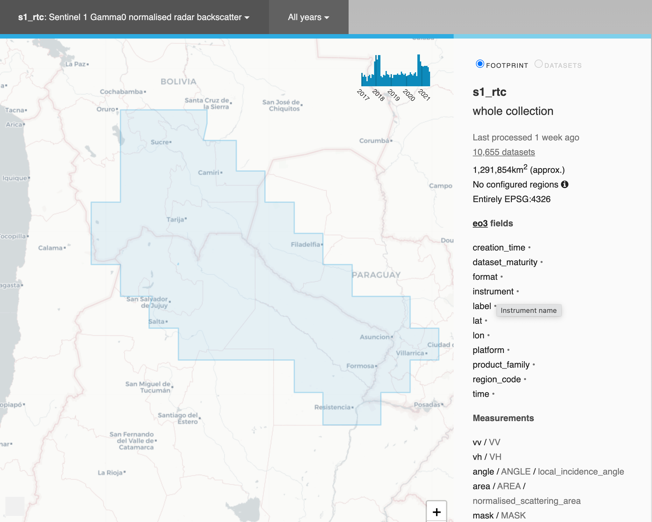 s1_rtc: Sentinel 1 Gamma0 normalised radar backscatter
All years
FOOTPRINT DATASETS
s1_rtc
whole collection
Last processed 1 week ago
10,655 datasets
1,291,854km2 (approx.)
No configured regions
Entirely EPSG:4326
eo3 fields
creation_time
dataset_maturity
format
instrument
label
Instrument name
lat
lon
platform
product_family
region_code
time
Measurements
vv / VV
vh / VH
angle / ANGLE / local_incidence_angle
area / AREA /
normalised_scattering_area
mask / MASK
2017
2018
2019
2020
2021
La Paz
BOLIVIA
Cochabamba
Oruro
Santa Cruz de
la Sierra
San José de
Chiquitos
Tacna
Arica
Sucre
Corumbá
Iquique
Camiri
Campo
Tarija
ocopilla
Calama
Filadelfia
Dou
agasta
PARAGUAY
San Salvador
de Jujuy
Salta
Asuncion
Ciudad
Villarrica
Formosa
San Miguel de
Tucumán
Resistencia
Posadas
opiapo
Santiago del
Estero
San Fernando
del Valle de
Catamarca
La Rioja
+